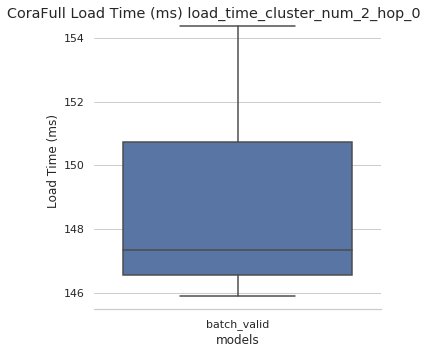 CoraFull Load Time (ms) load_time_cluster_num_2_hop_0
154
152
150
148
146
Load Time (ms)
batch_valid
models